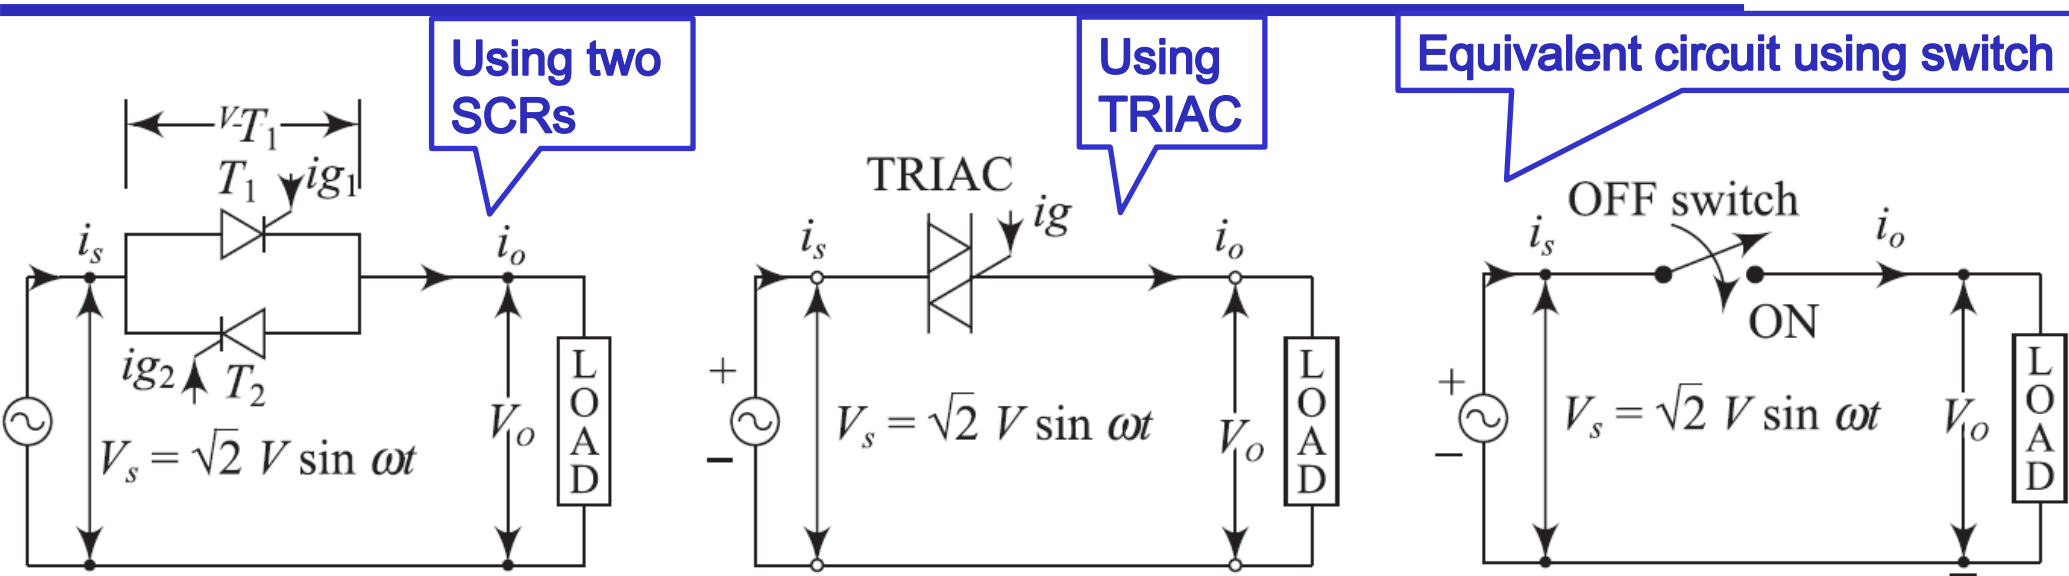 Using two
SCRs
V-T₁
T₁
ig₁
iₛ
iₒ
ig₂
T₂
Vₛ = √2 V sin ωt
Vₒ
LOAD
Using
TRIAC
TRIAC
ig
iₛ
iₒ
+
−
Vₛ = √2 V sin ωt
Vₒ
LOAD
Equivalent circuit using switch
OFF switch
iₛ
iₒ
ON
+
−
Vₛ = √2 V sin ωt
Vₒ
LOAD
−